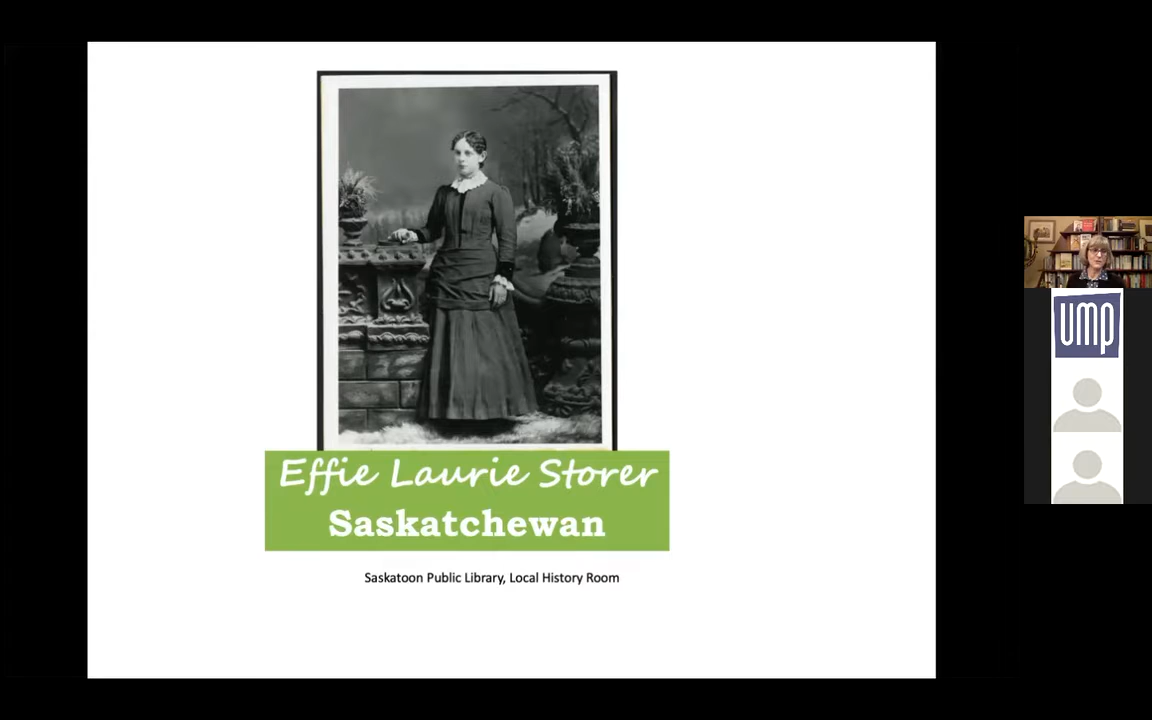 Effie Laurie Storer
Saskatchewan
Saskatoon Public Library, Local History Room
ump